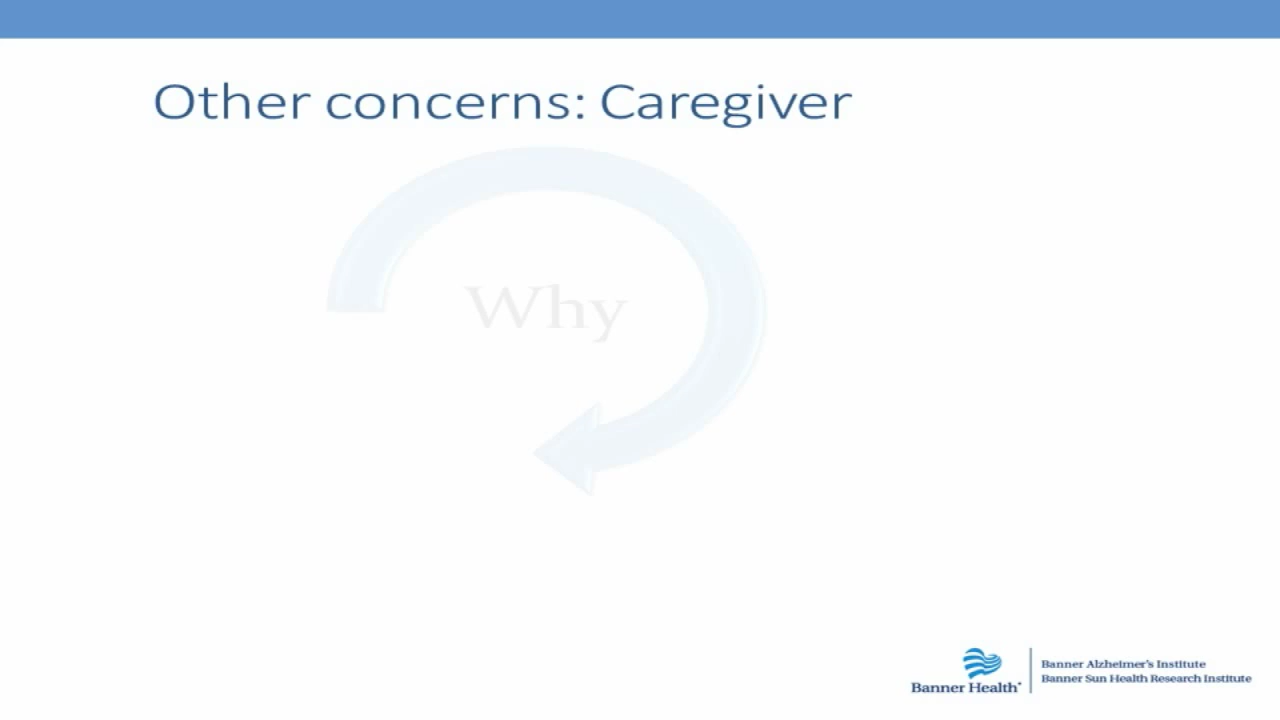 Other concerns: Caregiver
Why
Banner Health
Banner Alzheimer's Institute
Banner Sun Health Research Institute